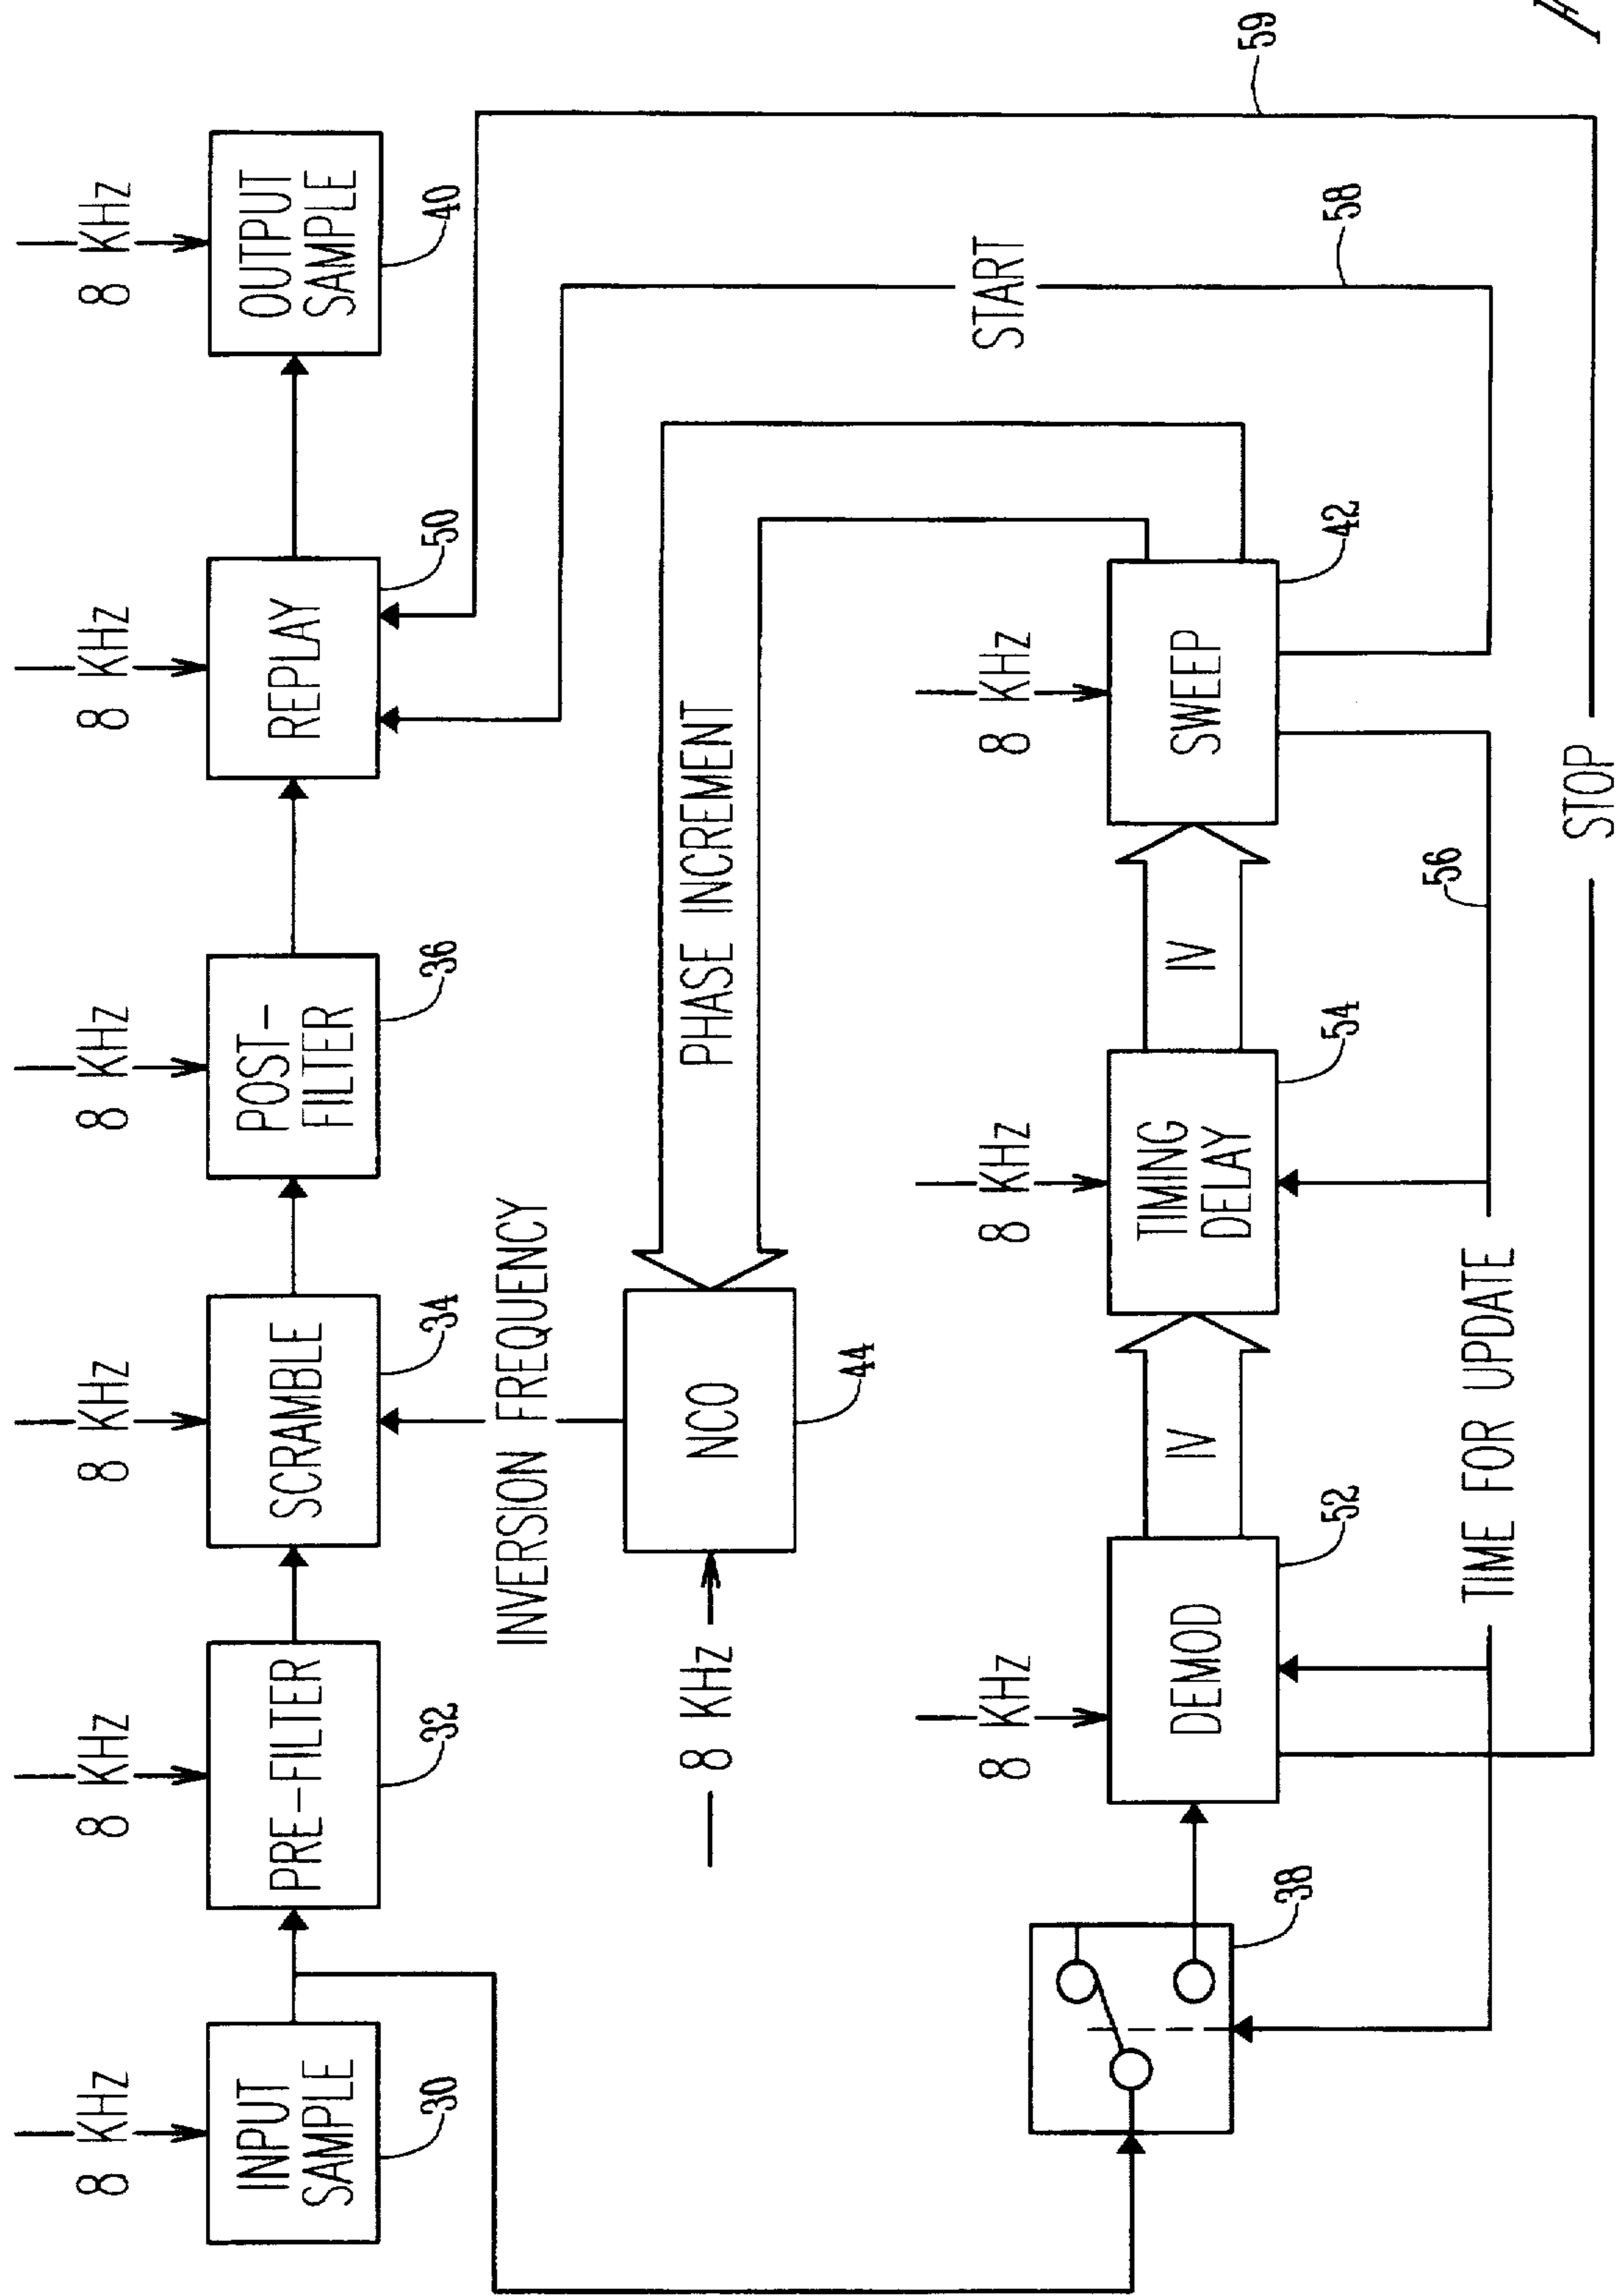 8 KHz
8 KHz
8 KHz
8 KHz
8 KHz
8 KHz
8 KHz
INPUT
SAMPLE
30
PRE-FILTER
32
SCRAMBLE
34
POST-
FILTER
36
REPLAY
50
OUTPUT
SAMPLE
40
INVERSION FREQUENCY
8 KHz
NCO
44
PHASE INCREMENT
START
58
59
38
8 KHz
DEMOD
52
IV
8 KHz
TIMING
DELAY
54
IV
8 KHz
SWEEP
42
TIME FOR UPDATE
56
STOP